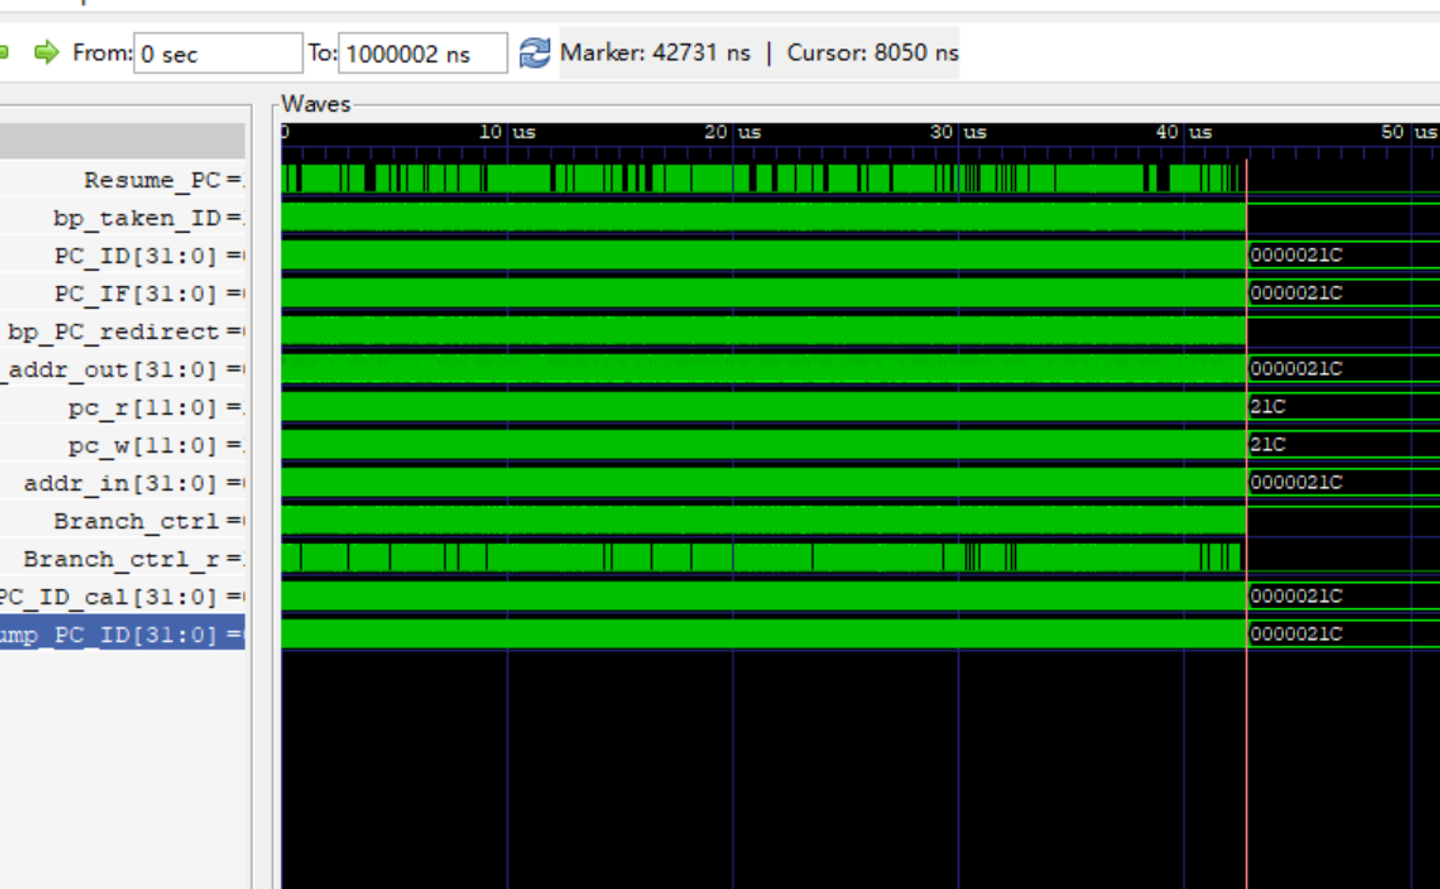 From: 0 sec To: 1000002 ns Marker: 42731 ns | Cursor: 8050 ns
Waves
0 10 us 20 us 30 us 40 us 50 us
Resume_PC =
bp_taken_ID =
PC_ID[31:0] = 0000021C
PC_IF[31:0] = 0000021C
bp_PC_redirect =
_addr_out[31:0] = 0000021C
pc_r[11:0] = 21C
pc_w[11:0] = 21C
addr_in[31:0] = 0000021C
Branch_ctrl =
Branch_ctrl_r =
PC_ID_cal[31:0] = 0000021C
ump_PC_ID[31:0] = 0000021C